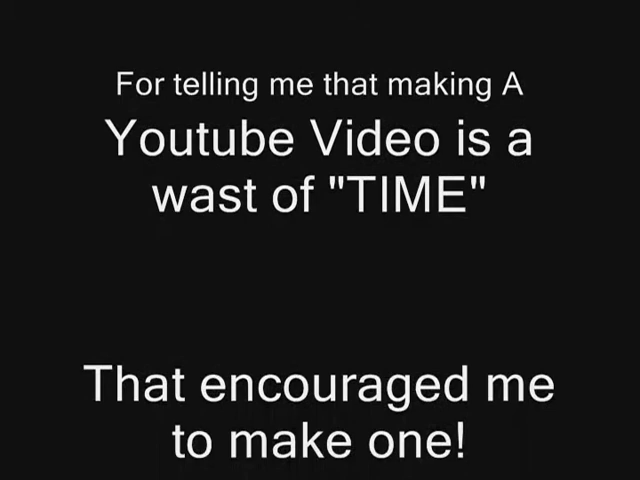 For telling me that making A
Youtube Video is a
wast of "TIME"
That encouraged me
to make one!